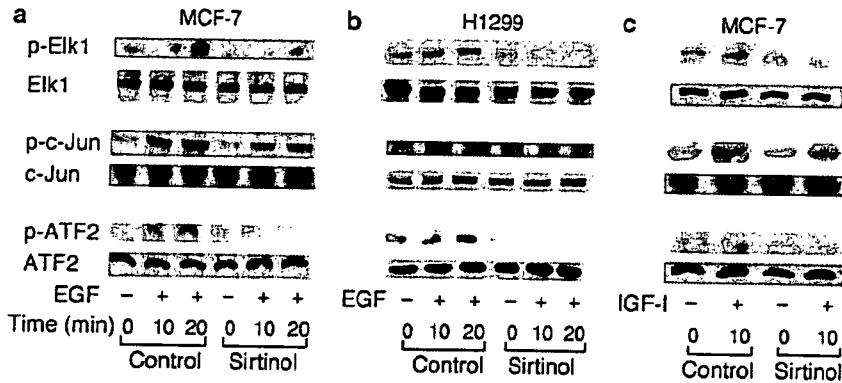 a MCF-7
p-Elk1
Elk1
p-c-Jun
c-Jun
p-ATF2
ATF2
EGF − + + − + +
Time (min) 0 10 20 0 10 20
Control Sirtinol
b H1299
EGF − + + − + +
0 10 20 0 10 20
Control Sirtinol
c MCF-7
IGF-I − + − +
0 10 0 10
Control Sirtinol